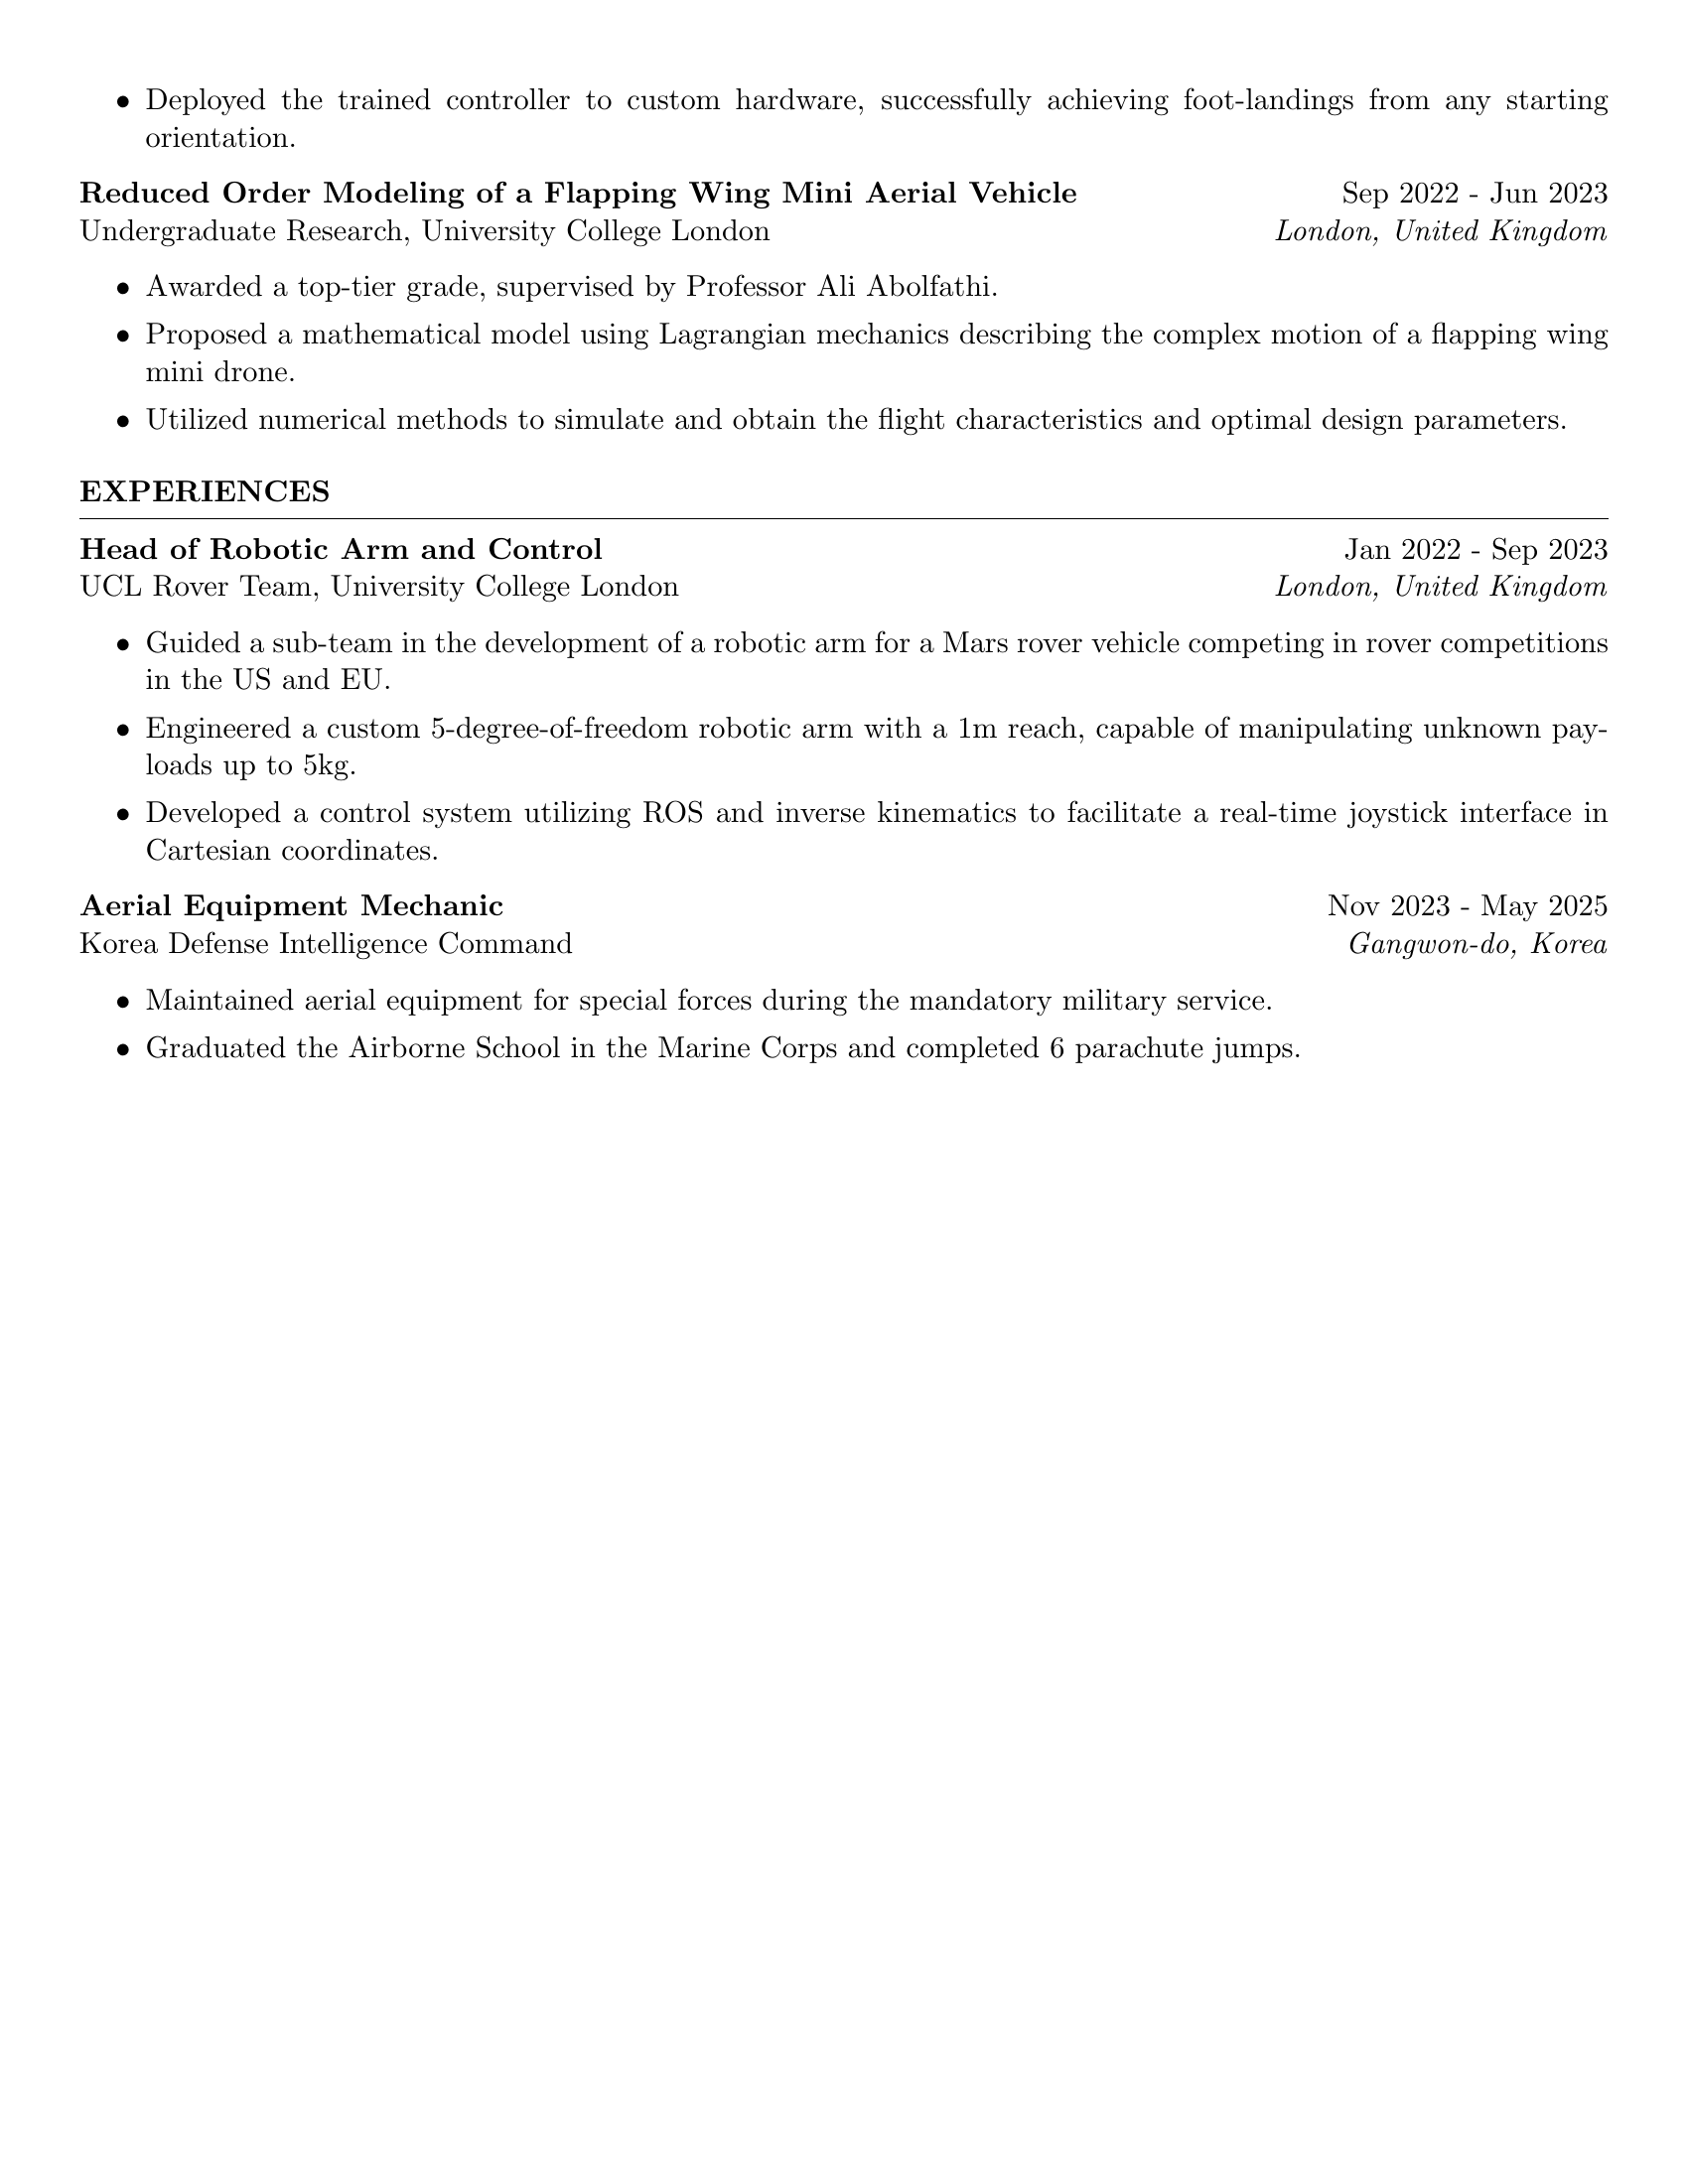 • Deployed the trained controller to custom hardware, successfully achieving foot-landings from any starting
orientation.
Reduced Order Modeling of a Flapping Wing Mini Aerial Vehicle Sep 2022 - Jun 2023
Undergraduate Research, University College London London, United Kingdom
• Awarded a top-tier grade, supervised by Professor Ali Abolfathi.
• Proposed a mathematical model using Lagrangian mechanics describing the complex motion of a flapping wing
mini drone.
• Utilized numerical methods to simulate and obtain the flight characteristics and optimal design parameters.
EXPERIENCES
Head of Robotic Arm and Control Jan 2022 - Sep 2023
UCL Rover Team, University College London London, United Kingdom
• Guided a sub-team in the development of a robotic arm for a Mars rover vehicle competing in rover competitions
in the US and EU.
• Engineered a custom 5-degree-of-freedom robotic arm with a 1m reach, capable of manipulating unknown pay-
loads up to 5kg.
• Developed a control system utilizing ROS and inverse kinematics to facilitate a real-time joystick interface in
Cartesian coordinates.
Aerial Equipment Mechanic Nov 2023 - May 2025
Korea Defense Intelligence Command Gangwon-do, Korea
• Maintained aerial equipment for special forces during the mandatory military service.
• Graduated the Airborne School in the Marine Corps and completed 6 parachute jumps.